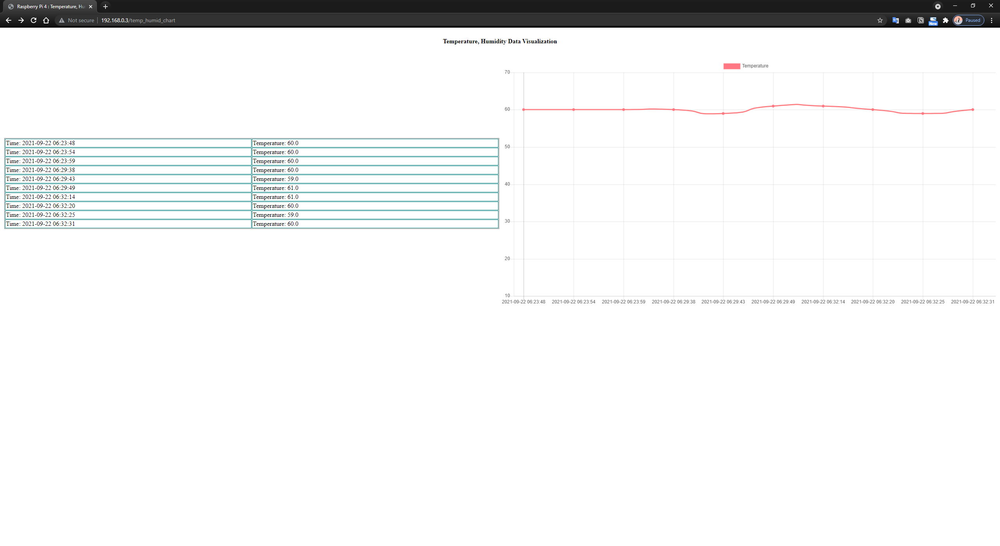 Raspberry Pi 4 : Temperature, Hu
Not secure
192.168.0.3/temp_humid_chart
New
Paused
Temperature, Humidity Data Visualization
Time: 2021-09-22 06:23:48 Temperature: 60.0
Time: 2021-09-22 06:23:54 Temperature: 60.0
Time: 2021-09-22 06:23:59 Temperature: 60.0
Time: 2021-09-22 06:29:38 Temperature: 60.0
Time: 2021-09-22 06:29:43 Temperature: 59.0
Time: 2021-09-22 06:29:49 Temperature: 61.0
Time: 2021-09-22 06:32:14 Temperature: 61.0
Time: 2021-09-22 06:32:20 Temperature: 60.0
Time: 2021-09-22 06:32:25 Temperature: 59.0
Time: 2021-09-22 06:32:31 Temperature: 60.0
Temperature
70
60
50
40
30
20
10
2021-09-22 06:23:48 2021-09-22 06:23:54 2021-09-22 06:23:59 2021-09-22 06:29:38 2021-09-22 06:29:43 2021-09-22 06:29:49 2021-09-22 06:32:14 2021-09-22 06:32:20 2021-09-22 06:32:25 2021-09-22 06:32:31